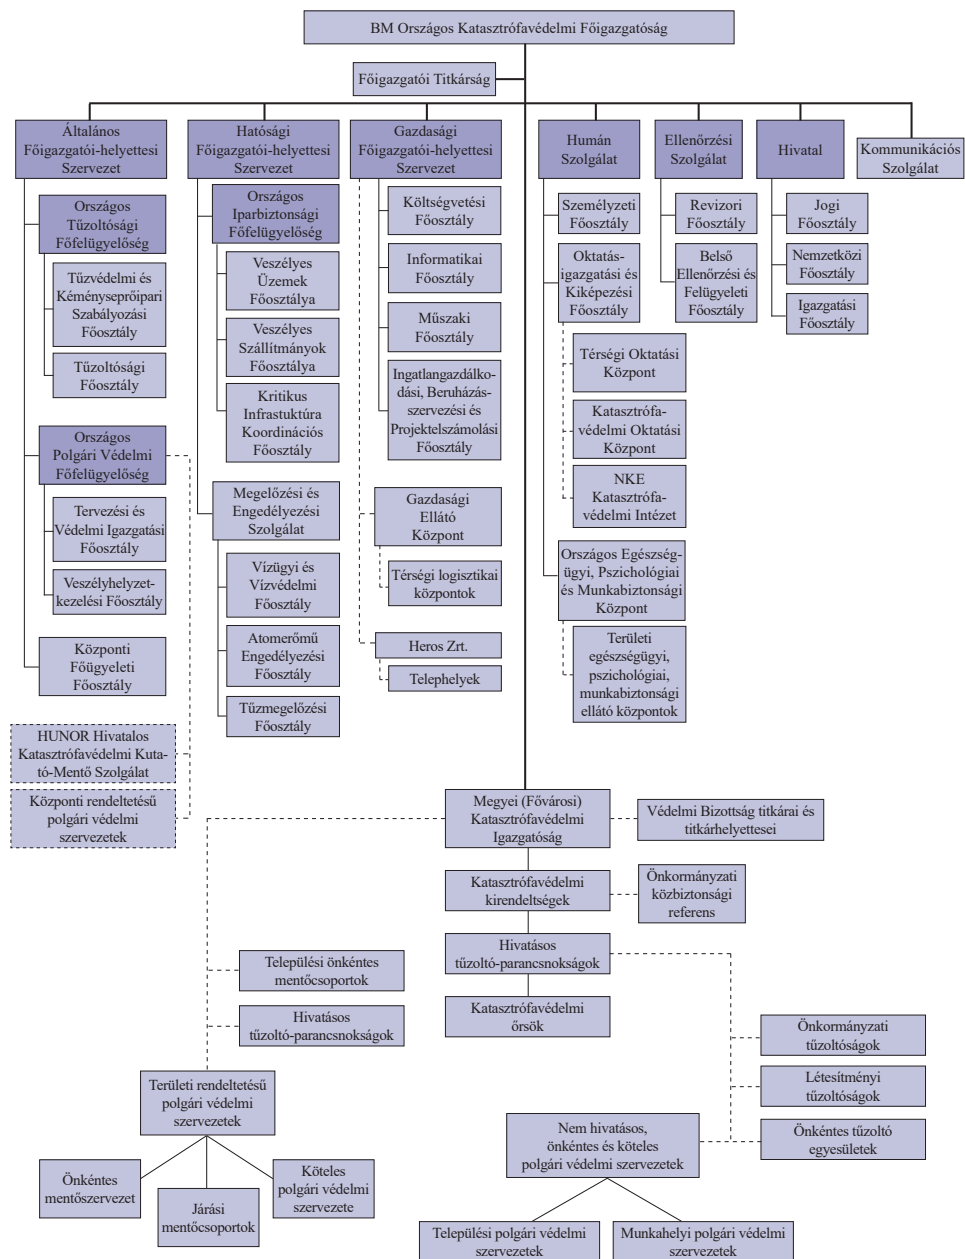 BM Országos Katasztrófavédelmi Főigazgatóság
Főigazgatói Titkárság
Általános
Főigazgatói-helyettesi
Szervezet
Hatósági
Főigazgatói-helyettesi
Szervezet
Gazdasági
Főigazgatói-helyettesi
Szervezet
Humán
Szolgálat
Ellenőrzési
Szolgálat
Hivatal
Kommunikációs
Szolgálat
Országos
Tűzoltósági
Főfelügyelőség
Tűzvédelmi és
Kéményseprőipari
Szabályozási
Főosztály
Tűzoltósági
Főosztály
Országos
Polgári Védelmi
Főfelügyelőség
Tervezési és
Védelmi Igazgatási
Főosztály
Veszélyhelyzet-
kezelési Főosztály
Központi
Főügyeleti
Főosztály
HUNOR Hivatalos
Katasztrófavédelmi Kuta-
tó-Mentő Szolgálat
Központi rendeltetésű
polgári védelmi
szervezetek
Országos
Iparbiztonsági
Főfelügyelőség
Veszélyes
Üzemek
Főosztálya
Veszélyes
Szállítmányok
Főosztálya
Kritikus
Infrastuktúra
Koordinációs
Főosztály
Megelőzési és
Engedélyezési
Szolgálat
Vízügyi és
Vízvédelmi
Főosztály
Atomerőmű
Engedélyezési
Főosztály
Tűzmegelőzési
Főosztály
Költségvetési
Főosztály
Informatikai
Főosztály
Műszaki
Főosztály
Ingatlangazdálko-
dási, Beruházás-
szervezési és
Projektelszámolási
Főosztály
Gazdasági
Ellátó
Központ
Térségi logisztikai
központok
Heros Zrt.
Telephelyek
Személyzeti
Főosztály
Oktatás-
igazgatási és
Kiképezési
Főosztály
Térségi Oktatási
Központ
Katasztrófa-
védelmi Oktatási
Központ
NKE
Katasztrófa-
védelmi Intézet
Országos Egészség-
ügyi, Pszichológiai
és Munkabiztonsági
Központ
Területi
egészségügyi,
pszichológiai,
munkabiztonsági
ellátó központok
Revizori
Főosztály
Belső
Ellenőrzési és
Felügyeleti
Főosztály
Jogi
Főosztály
Nemzetközi
Főosztály
Igazgatási
Főosztály
Megyei (Fővárosi)
Katasztrófavédelmi
Igazgatóság
Védelmi Bizottság titkárai és
titkárhelyettesei
Katasztrófavédelmi
kirendeltségek
Önkormányzati
közbiztonsági
referens
Hivatásos
tűzoltó-parancsnokságok
Katasztrófavédelmi
őrsök
Települési önkéntes
mentőcsoportok
Hivatásos
tűzoltó-parancsnokságok
Területi rendeltetésű
polgári védelmi
szervezetek
Önkéntes
mentőszervezet
Járási
mentőcsoportok
Köteles
polgári védelmi
szervezete
Önkormányzati
tűzoltóságok
Létesítményi
tűzoltóságok
Önkéntes tűzoltó
egyesületek
Nem hivatásos,
önkéntes és köteles
polgári védelmi szervezetek
Települési polgári védelmi
szervezetek
Munkahelyi polgári védelmi
szervezetek